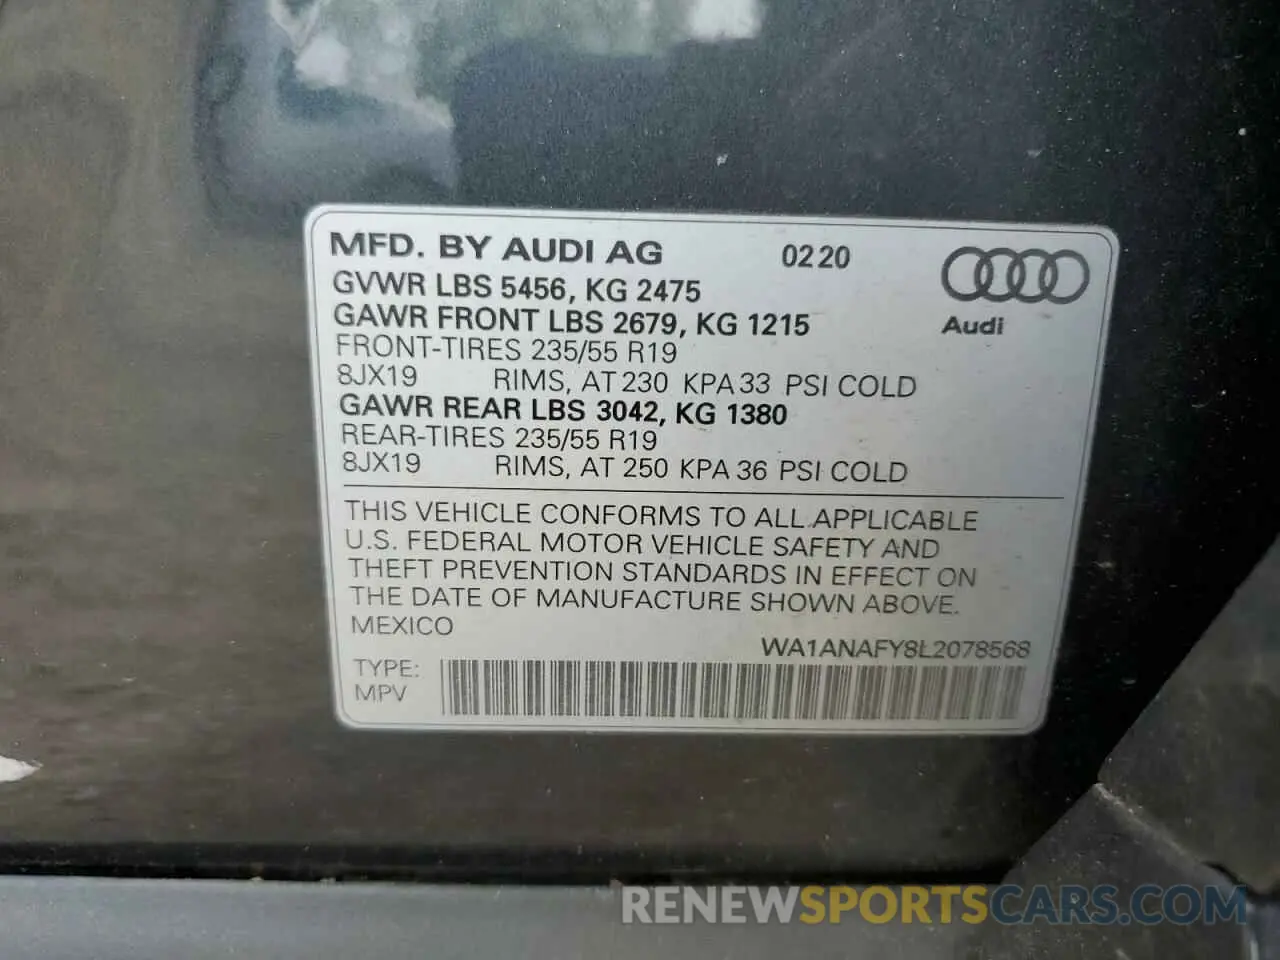 MFD. BY AUDI AG 0220
GVWR LBS 5456, KG 2475
GAWR FRONT LBS 2679, KG 1215
Audi
FRONT-TIRES 235/55 R19
8JX19 RIMS, AT 230 KPA 33 PSI COLD
GAWR REAR LBS 3042, KG 1380
REAR-TIRES 235/55 R19
8JX19 RIMS, AT 250 KPA 36 PSI COLD
THIS VEHICLE CONFORMS TO ALL APPLICABLE
U.S. FEDERAL MOTOR VEHICLE SAFETY AND
THEFT PREVENTION STANDARDS IN EFFECT ON
THE DATE OF MANUFACTURE SHOWN ABOVE.
MEXICO
WA1ANAFY8L2078568
TYPE:
MPV
RENEWSPORTSCARS.COM